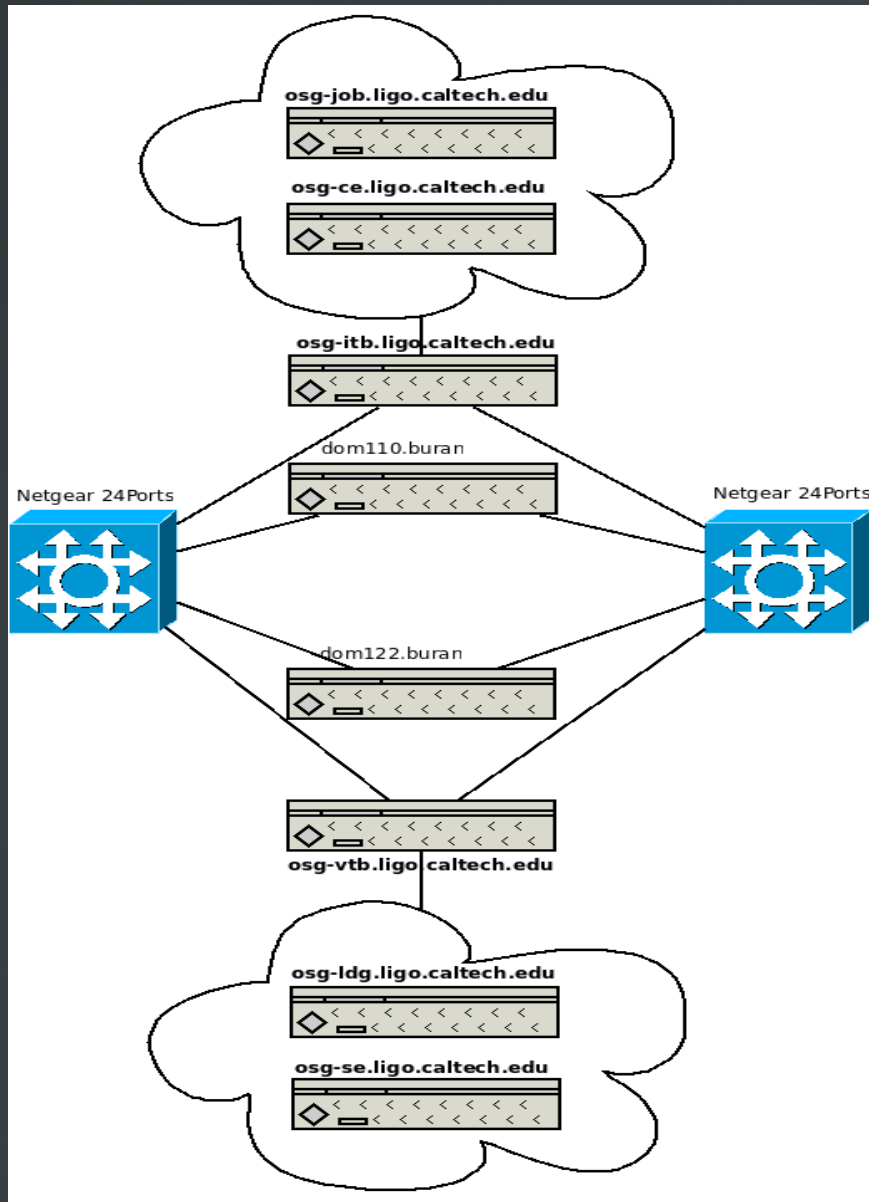 osg-job.ligo.caltech.edu
osg-ce.ligo.caltech.edu
osg-itb.ligo.caltech.edu
dom110.buran
Netgear 24Ports
Netgear 24Ports
dom122.buran
osg-vtb.ligo.caltech.edu
osg-ldg.ligo.caltech.edu
osg-se.ligo.caltech.edu